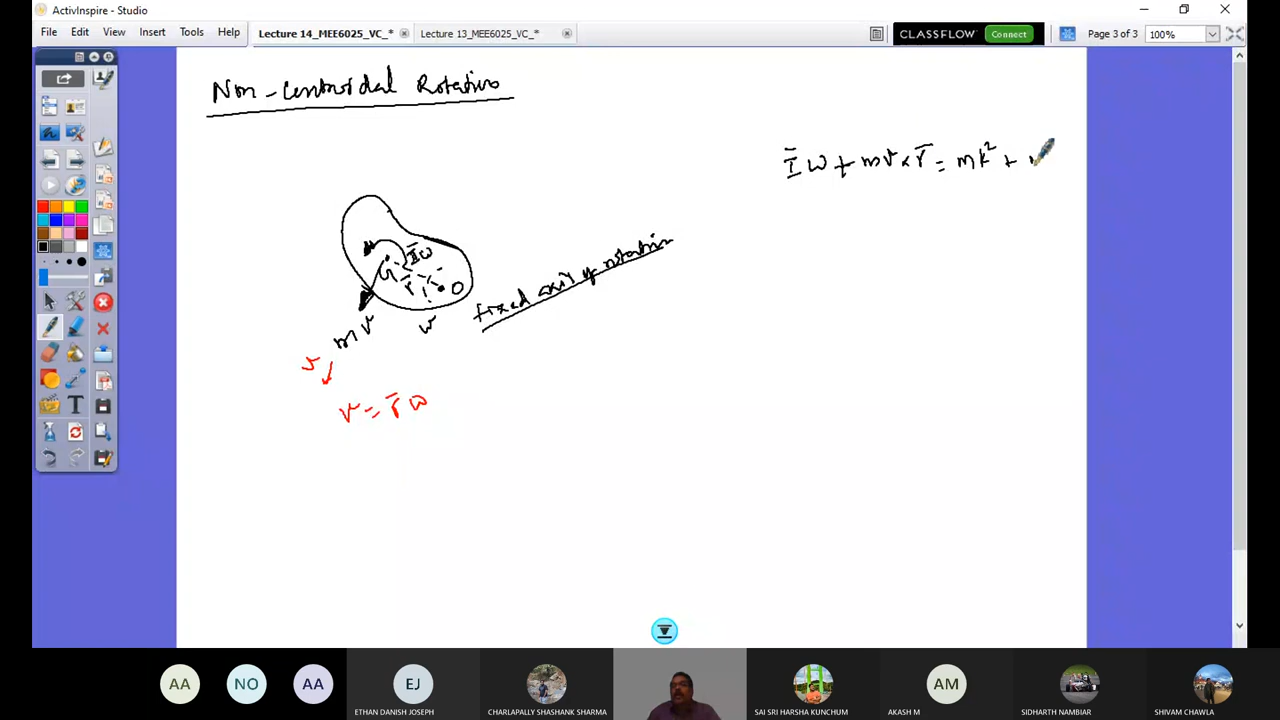 ActivInspire - Studio
File Edit View Insert Tools Help
Lecture 14_MEE6025_VC_*
Lecture 13_MEE6025_VC_*
CLASSFLOW Connect
Page 3 of 3
100%
Non-Centroidal Rotation
Ī ω + mv × r̄ = mk² +
Īω
G
r̄
O
mv
ω
fixed axis of rotation
v
v = r̄ ω
AA
NO
AA
EJ
AM
ETHAN DANISH JOSEPH
CHARLAPALLY SHASHANK SHARMA
SAI SRI HARSHA KUNCHUM
AKASH M
SIDHARTH NAMBIAR
SHIVAM CHAWLA